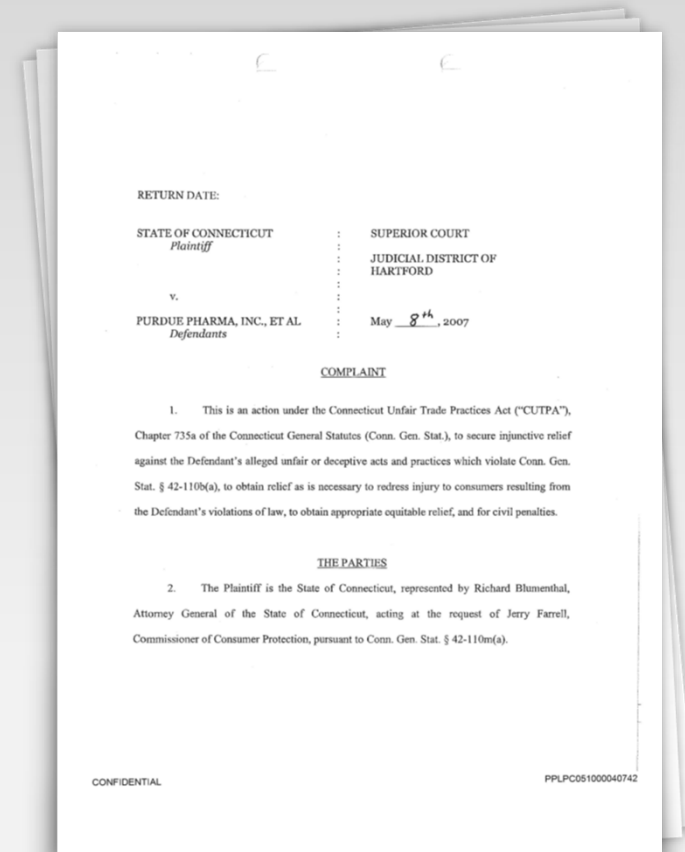 RETURN DATE:
STATE OF CONNECTICUT : SUPERIOR COURT
Plaintiff :
: JUDICIAL DISTRICT OF
: HARTFORD
:
v. :
:
PURDUE PHARMA, INC., ET AL : May 8th, 2007
Defendants :
COMPLAINT
1. This is an action under the Connecticut Unfair Trade Practices Act (“CUTPA”),
Chapter 735a of the Connecticut General Statutes (Conn. Gen. Stat.), to secure injunctive relief
against the Defendant’s alleged unfair or deceptive acts and practices which violate Conn. Gen.
Stat. § 42-110b(a), to obtain relief as is necessary to redress injury to consumers resulting from
the Defendant’s violations of law, to obtain appropriate equitable relief, and for civil penalties.
THE PARTIES
2. The Plaintiff is the State of Connecticut, represented by Richard Blumenthal,
Attorney General of the State of Connecticut, acting at the request of Jerry Farrell,
Commissioner of Consumer Protection, pursuant to Conn. Gen. Stat. § 42-110m(a).
CONFIDENTIAL
PPLPC051000040742